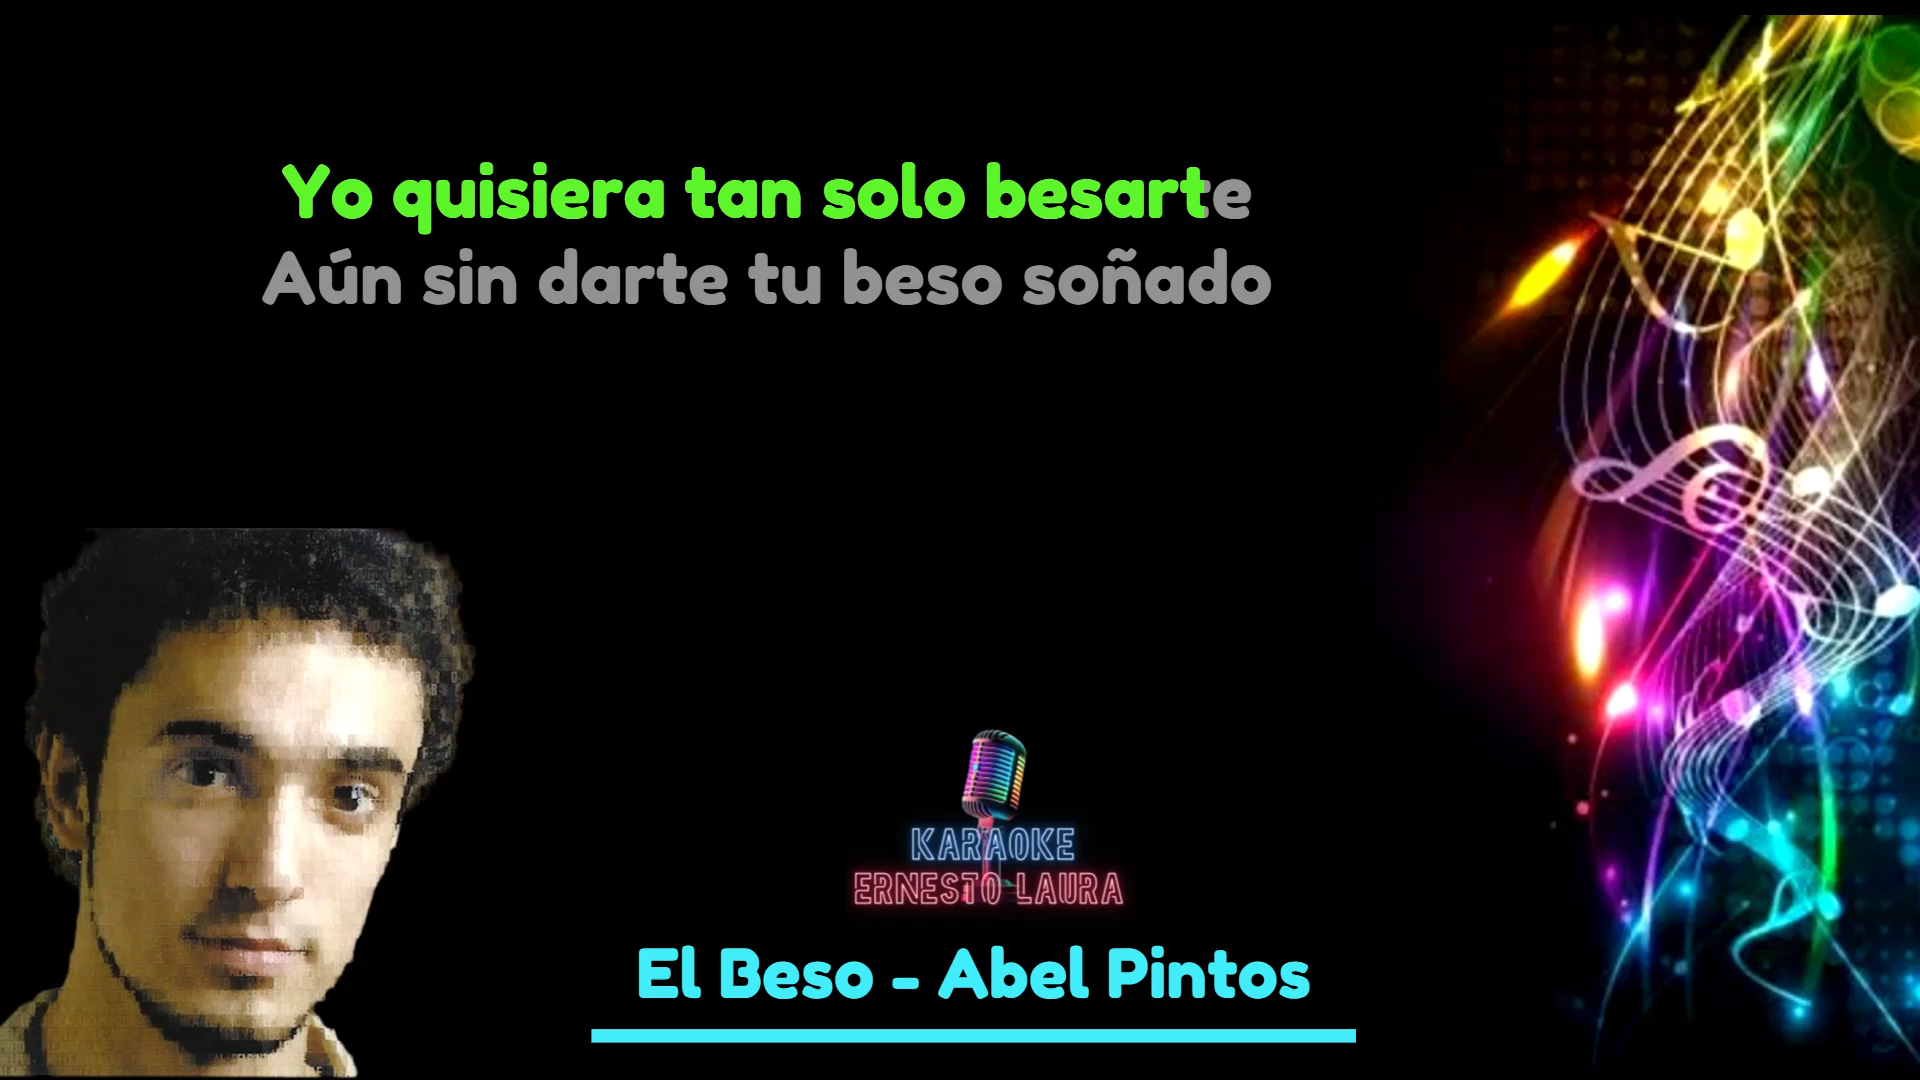 Yo quisiera tan solo besarte
Aún sin darte tu beso soñado
KARAOKE
ERNESTO LAURA
El Beso - Abel Pintos